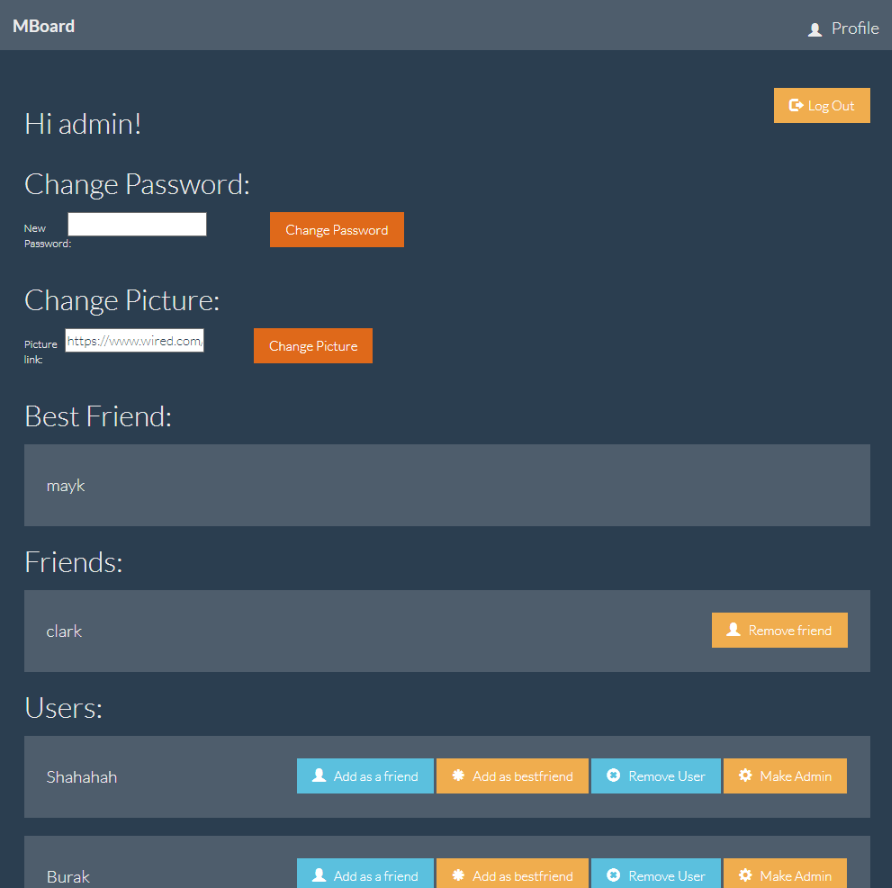 MBoard
Profile
Log Out
Hi admin!
Change Password:
New
Password:
Change Password
Change Picture:
Picture
link:
https://www.wired.com/
Change Picture
Best Friend:
mayk
Friends:
clark
Remove friend
Users:
Shahahah
Add as a friend
Add as bestfriend
Remove User
Make Admin
Burak
Add as a friend
Add as bestfriend
Remove User
Make Admin